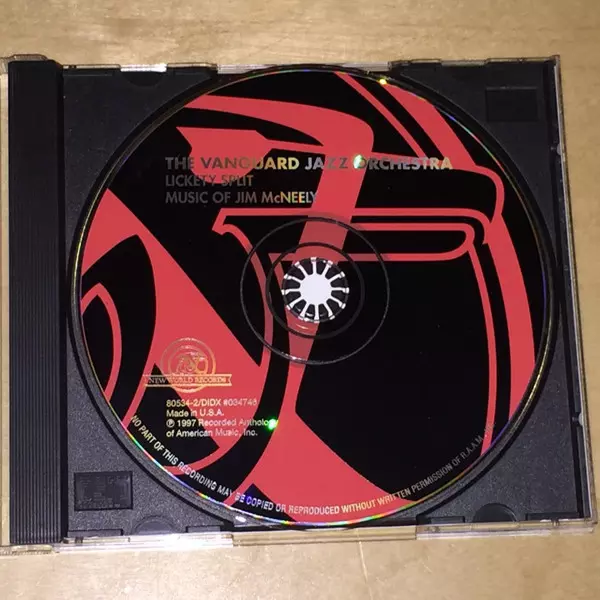 THE VANGUARD JAZZ ORCHESTRA
LICKETY SPLIT
MUSIC OF JIM McNEELY
NEW WORLD RECORDS
80534-2/DIDX #034746
Made in U.S.A.
℗ 1997 Recorded Anthology
of American Music, Inc.
NO PART OF THIS RECORDING MAY BE COPIED OR REPRODUCED WITHOUT WRITTEN PERMISSION OF R.A.A.M., INC.